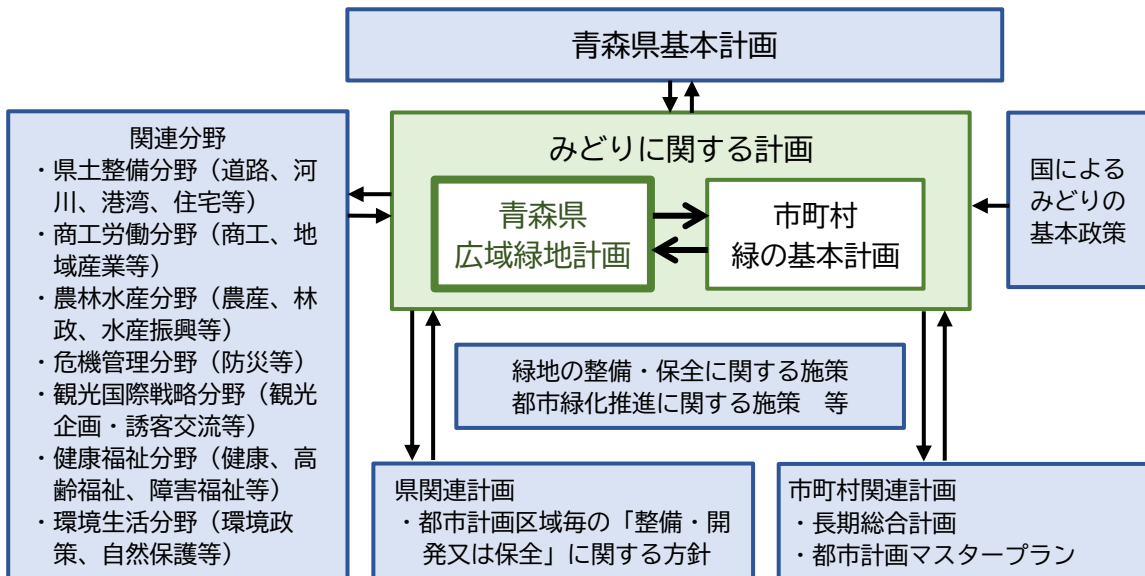 青森県基本計画
関連分野
・県土整備分野（道路、河
川、港湾、住宅等）
・商工労働分野（商工、地
域産業等）
・農林水産分野（農産、林
政、水産振興等）
・危機管理分野（防災等）
・観光国際戦略分野（観光
企画・誘客交流等）
・健康福祉分野（健康、高
齢福祉、障害福祉等）
・環境生活分野（環境政
策、自然保護等）
みどりに関する計画
青森県
広域緑地計画
市町村
緑の基本計画
国による
みどりの
基本政策
緑地の整備・保全に関する施策
都市緑化推進に関する施策　等
県関連計画
・都市計画区域毎の「整備・開
発又は保全」に関する方針
市町村関連計画
・長期総合計画
・都市計画マスタープラン